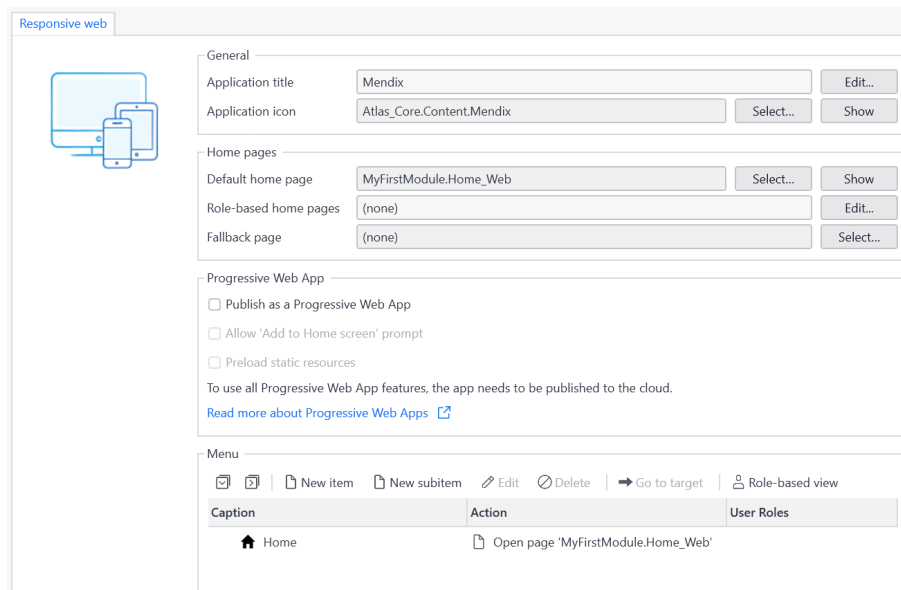 Responsive web
General
Application title Mendix Edit...
Application icon Atlas_Core.Content.Mendix Select... Show
Home pages
Default home page MyFirstModule.Home_Web Select... Show
Role-based home pages (none) Edit...
Fallback page (none) Select...
Progressive Web App
Publish as a Progressive Web App
Allow 'Add to Home screen' prompt
Preload static resources
To use all Progressive Web App features, the app needs to be published to the cloud.
Read more about Progressive Web Apps
Menu
New item New subitem Edit Delete Go to target Role-based view
Caption Action User Roles
Home Open page 'MyFirstModule.Home_Web'